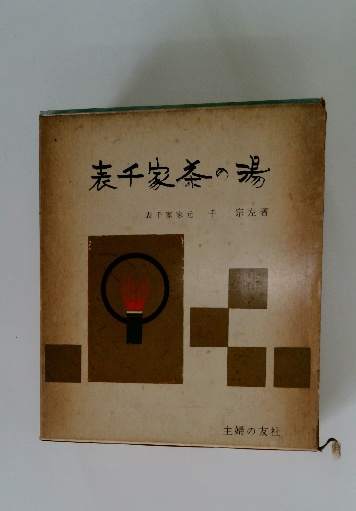 表千家茶の湯
表千家家元 千 宗左著
主婦の友社